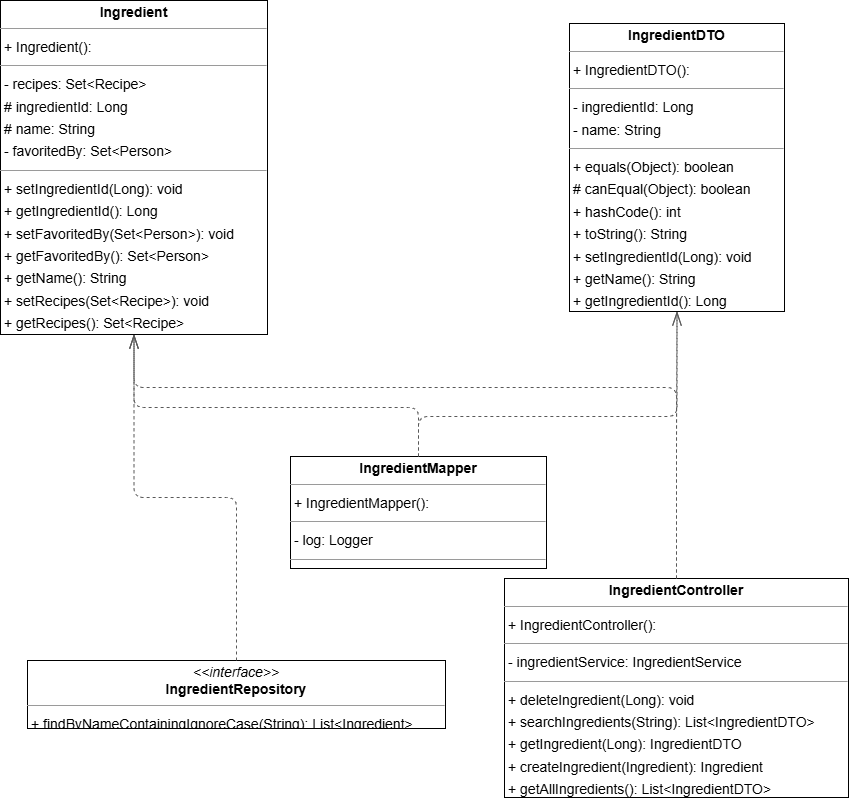 Ingredient
+ Ingredient():
- recipes: Set<Recipe>
# ingredientId: Long
# name: String
- favoritedBy: Set<Person>
+ setIngredientId(Long): void
+ getIngredientId(): Long
+ setFavoritedBy(Set<Person>): void
+ getFavoritedBy(): Set<Person>
+ getName(): String
+ setRecipes(Set<Recipe>): void
+ getRecipes(): Set<Recipe>
IngredientDTO
+ IngredientDTO():
- ingredientId: Long
- name: String
+ equals(Object): boolean
# canEqual(Object): boolean
+ hashCode(): int
+ toString(): String
+ setIngredientId(Long): void
+ getName(): String
+ getIngredientId(): Long
IngredientMapper
+ IngredientMapper():
- log: Logger
<<interface>>
IngredientRepository
+ findByNameContainingIgnoreCase(String): List<Ingredient>
IngredientController
+ IngredientController():
- ingredientService: IngredientService
+ deleteIngredient(Long): void
+ searchIngredients(String): List<IngredientDTO>
+ getIngredient(Long): IngredientDTO
+ createIngredient(Ingredient): Ingredient
+ getAllIngredients(): List<IngredientDTO>